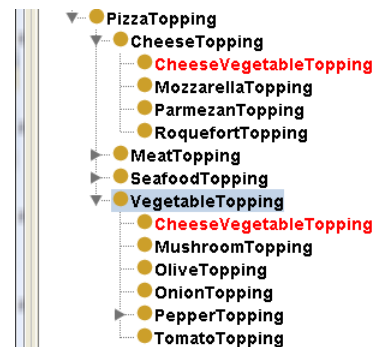 PizzaTopping
CheeseTopping
CheeseVegetableTopping
MozzarellaTopping
ParmezanTopping
RoquefortTopping
MeatTopping
SeafoodTopping
VegetableTopping
CheeseVegetableTopping
MushroomTopping
OliveTopping
OnionTopping
PepperTopping
TomatoTopping